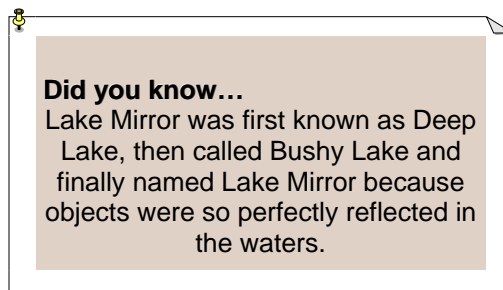 Did you know…
Lake Mirror was first known as Deep
Lake, then called Bushy Lake and
finally named Lake Mirror because
objects were so perfectly reflected in
the waters.